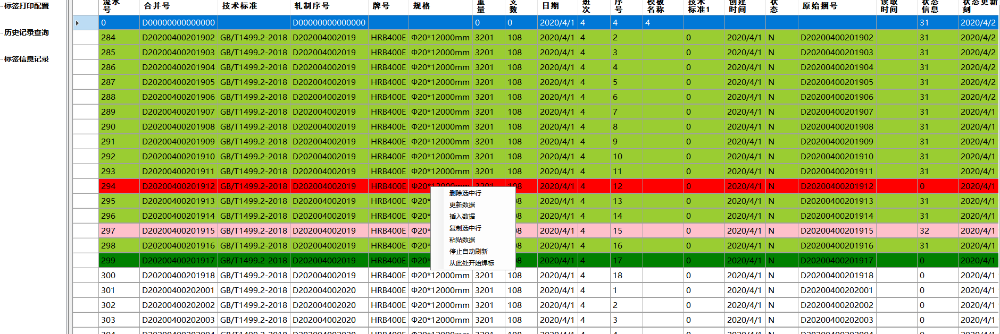 标签打印配置
历史记录查询
标签信息记录
流水号 合并号 技术标准 轧制序号 牌号 规格 重量 支数 日期 班次 序号 模板名称 技术标准1 创建时间 状态 原始捆号 读取时间 状态信息 状态更新刻
0 D00000000000000 D00000000000000 0 0 2020/4/1 4 4 4 31 2020/4/2
284 D20200400201902 GB/T1499.2-2018 D202004002019 HRB400E Φ20*12000mm 3201 108 2020/4/1 4 2 0 2020/4/1 N D20200400201902 31 2020/4/2
285 D20200400201903 GB/T1499.2-2018 D202004002019 HRB400E Φ20*12000mm 3201 108 2020/4/1 4 3 0 2020/4/1 N D20200400201903 31 2020/4/2
286 D20200400201904 GB/T1499.2-2018 D202004002019 HRB400E Φ20*12000mm 3201 108 2020/4/1 4 4 0 2020/4/1 N D20200400201904 31 2020/4/2
287 D20200400201905 GB/T1499.2-2018 D202004002019 HRB400E Φ20*12000mm 3201 108 2020/4/1 4 5 0 2020/4/1 N D20200400201905 31 2020/4/2
288 D20200400201906 GB/T1499.2-2018 D202004002019 HRB400E Φ20*12000mm 3201 108 2020/4/1 4 6 0 2020/4/1 N D20200400201906 31 2020/4/2
289 D20200400201907 GB/T1499.2-2018 D202004002019 HRB400E Φ20*12000mm 3201 108 2020/4/1 4 7 0 2020/4/1 N D20200400201907 31 2020/4/1
290 D20200400201908 GB/T1499.2-2018 D202004002019 HRB400E Φ20*12000mm 3201 108 2020/4/1 4 8 0 2020/4/1 N D20200400201908 31 2020/4/1
291 D20200400201909 GB/T1499.2-2018 D202004002019 HRB400E Φ20*12000mm 3201 108 2020/4/1 4 9 0 2020/4/1 N D20200400201909 31 2020/4/1
292 D20200400201910 GB/T1499.2-2018 D202004002019 HRB400E Φ20*12000mm 3201 108 2020/4/1 4 10 0 2020/4/1 N D20200400201910 31 2020/4/1
293 D20200400201911 GB/T1499.2-2018 D202004002019 HRB400E Φ20*12000mm 3201 108 2020/4/1 4 11 0 2020/4/1 N D20200400201911 31 2020/4/1
294 D20200400201912 GB/T1499.2-2018 D202004002019 HRB400E Φ20*12000mm 3201 108 2020/4/1 4 12 0 2020/4/1 N D20200400201912 0 2020/4/1
295 D20200400201913 GB/T1499.2-2018 D202004002019 HRB400E Φ20* 2020/4/1 4 13 0 2020/4/1 N D20200400201913 31 2020/4/1
296 D20200400201914 GB/T1499.2-2018 D202004002019 HRB400E Φ20* 2020/4/1 4 14 0 2020/4/1 N D20200400201914 31 2020/4/1
297 D20200400201915 GB/T1499.2-2018 D202004002019 HRB400E Φ20* 2020/4/1 4 15 0 2020/4/1 N D20200400201915 32 2020/4/1
298 D20200400201916 GB/T1499.2-2018 D202004002019 HRB400E Φ20* 2020/4/1 4 16 0 2020/4/1 N D20200400201916 31 2020/4/1
299 D20200400201917 GB/T1499.2-2018 D202004002019 HRB400E Φ20* 2020/4/1 4 17 0 2020/4/1 N D20200400201917 0 2020/4/1
300 D20200400201918 GB/T1499.2-2018 D202004002019 HRB400E Φ20*12000mm 3201 108 2020/4/1 4 18 0 2020/4/1 N D20200400201918 0 2020/4/1
301 D20200400202001 GB/T1499.2-2018 D202004002020 HRB400E Φ20*12000mm 3201 108 2020/4/1 4 1 0 2020/4/1 N D20200400202001 0 2020/4/1
302 D20200400202002 GB/T1499.2-2018 D202004002020 HRB400E Φ20*12000mm 3201 108 2020/4/1 4 2 0 2020/4/1 N D20200400202002 0 2020/4/1
303 D20200400202003 GB/T1499.2-2018 D202004002020 HRB400E Φ20*12000mm 3201 108 2020/4/1 4 3 0 2020/4/1 N D20200400202003 0 2020/4/1
删除选中行
更新数据
插入数据
复制选中行
粘贴数据
停止自动刷新
从此处开始焊标